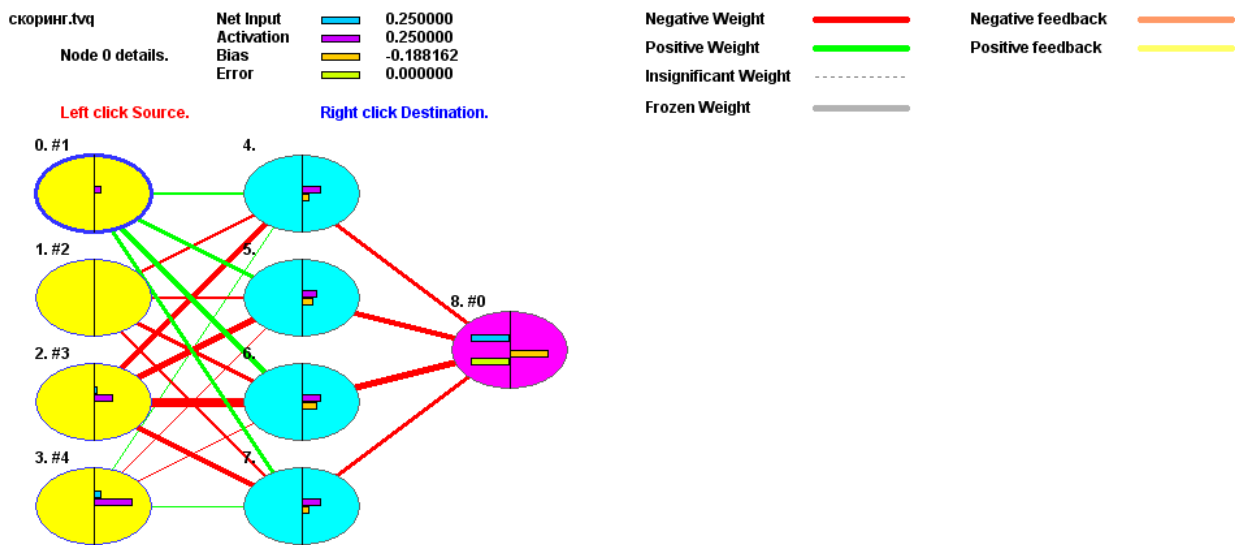 скоринг.tvq
Node 0 details.
Net Input 0.250000
Activation 0.250000
Bias -0.188162
Error 0.000000
Negative Weight
Positive Weight
Insignificant Weight
Frozen Weight
Negative feedback
Positive feedback
Left click Source.
Right click Destination.
0. #1
4.
1. #2
5.
8. #0
2. #3
6.
3. #4
7.